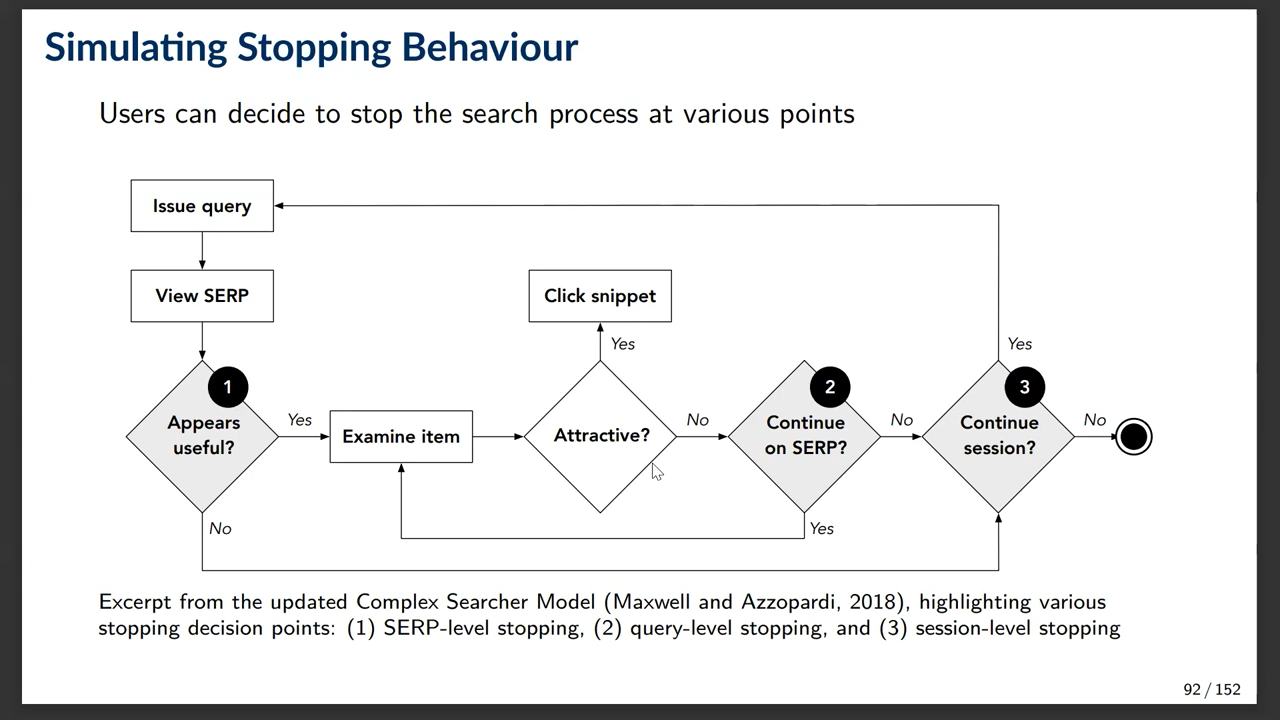 Simulating Stopping Behaviour
Users can decide to stop the search process at various points
Issue query
View SERP
Click snippet
Yes
Yes
1
2
3
Appears
useful?
Yes
Examine item
Attractive?
No
Continue
on SERP?
No
Continue
session?
No
No
Yes
Excerpt from the updated Complex Searcher Model (Maxwell and Azzopardi, 2018), highlighting various
stopping decision points: (1) SERP-level stopping, (2) query-level stopping, and (3) session-level stopping
92 / 152